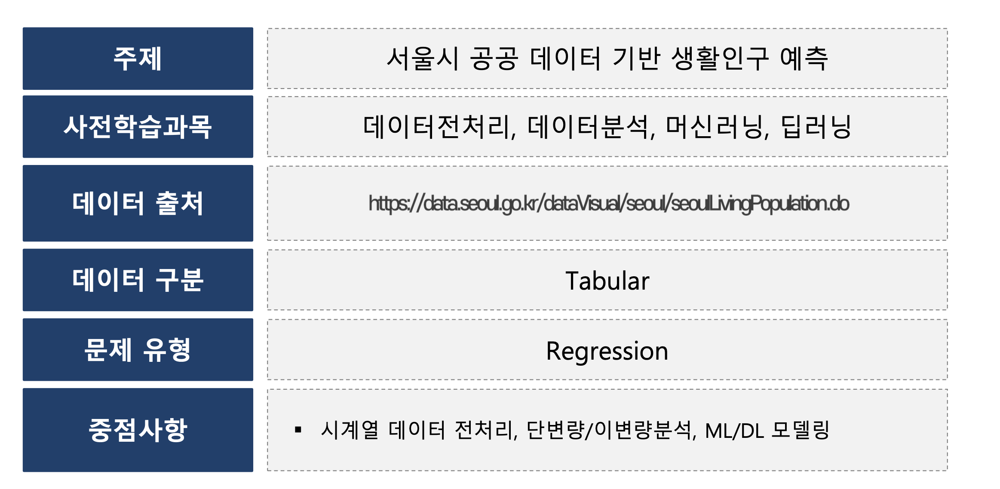 주제
서울시 공공 데이터 기반 생활인구 예측
사전학습과목
데이터전처리, 데이터분석, 머신러닝, 딥러닝
데이터 출처
https://data.seoul.go.kr/dataVisual/seoul/seoulLivingPopulation.do
데이터 구분
Tabular
문제 유형
Regression
중점사항
▪ 시계열 데이터 전처리, 단변량/이변량분석, ML/DL 모델링